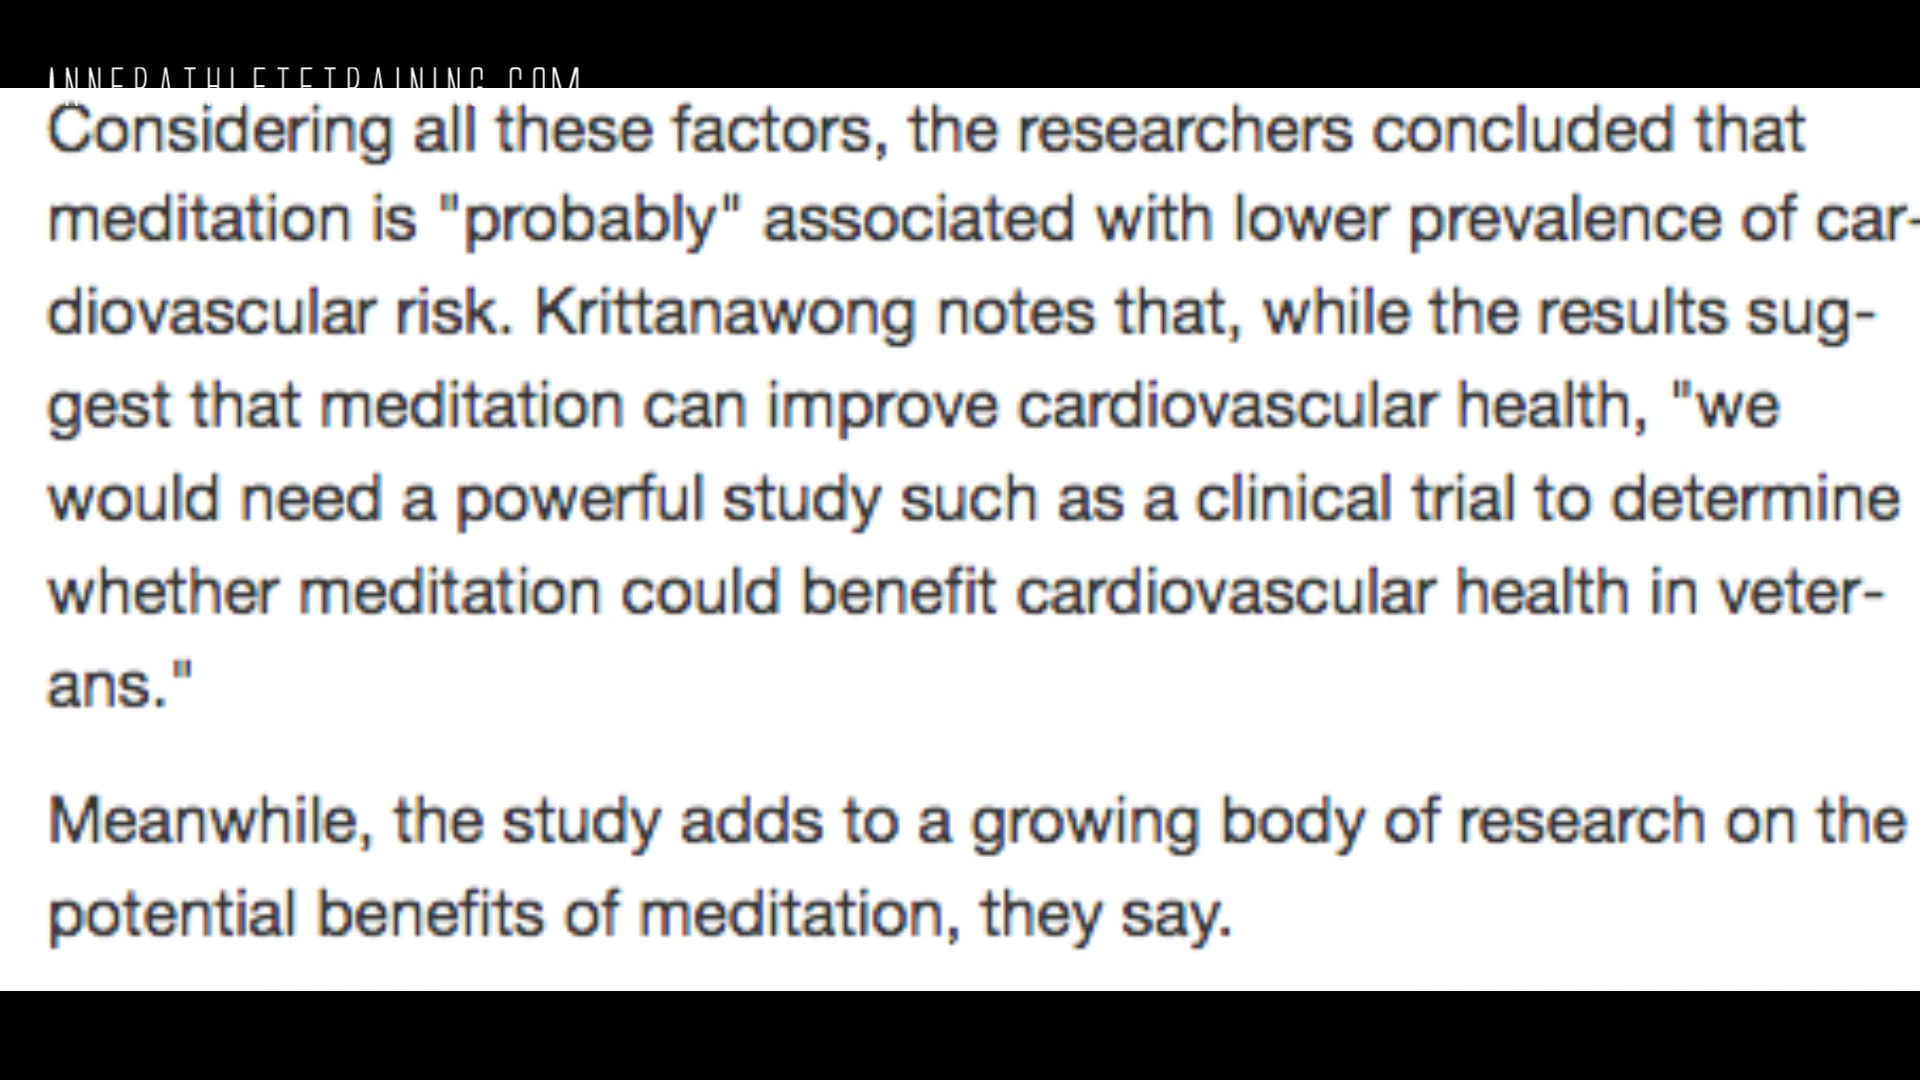 INNERATHLETETRAINING.COM
Considering all these factors, the researchers concluded that
meditation is "probably" associated with lower prevalence of car-
diovascular risk. Krittanawong notes that, while the results sug-
gest that meditation can improve cardiovascular health, "we
would need a powerful study such as a clinical trial to determine
whether meditation could benefit cardiovascular health in veter-
ans."
Meanwhile, the study adds to a growing body of research on the
potential benefits of meditation, they say.